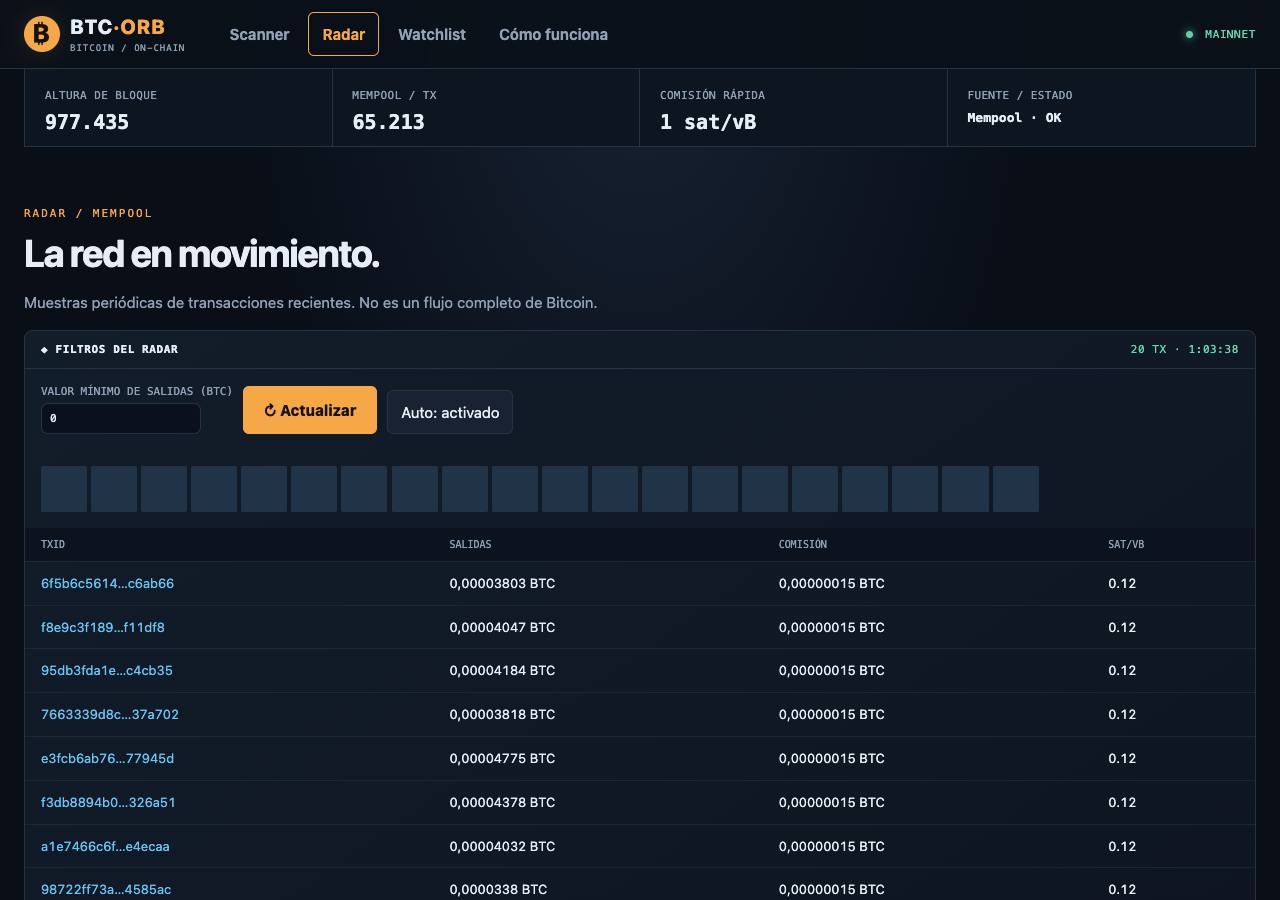 BTC·ORB
BITCOIN / ON-CHAIN
Scanner
Radar
Watchlist
Cómo funciona
MAINNET
ALTURA DE BLOQUE
977.435
MEMPOOL / TX
65.213
COMISIÓN RÁPIDA
1 sat/vB
FUENTE / ESTADO
Mempool · OK
RADAR / MEMPOOL
La red en movimiento.
Muestras periódicas de transacciones recientes. No es un flujo completo de Bitcoin.
◆ FILTROS DEL RADAR
20 TX · 1:03:38
VALOR MÍNIMO DE SALIDAS (BTC)
0
↻ Actualizar
Auto: activado
TXID SALIDAS COMISIÓN SAT/VB
6f5b6c5614…c6ab66 0,00003803 BTC 0,00000015 BTC 0.12
f8e9c3f189…f11df8 0,00004047 BTC 0,00000015 BTC 0.12
95db3fda1e…c4cb35 0,00004184 BTC 0,00000015 BTC 0.12
7663339d8c…37a702 0,00003818 BTC 0,00000015 BTC 0.12
e3fcb6ab76…77945d 0,00004775 BTC 0,00000015 BTC 0.12
f3db8894b0…326a51 0,00004378 BTC 0,00000015 BTC 0.12
a1e7466c6f…e4ecaa 0,00004032 BTC 0,00000015 BTC 0.12
98722ff73a…4585ac 0,0000338 BTC 0,00000015 BTC 0.12